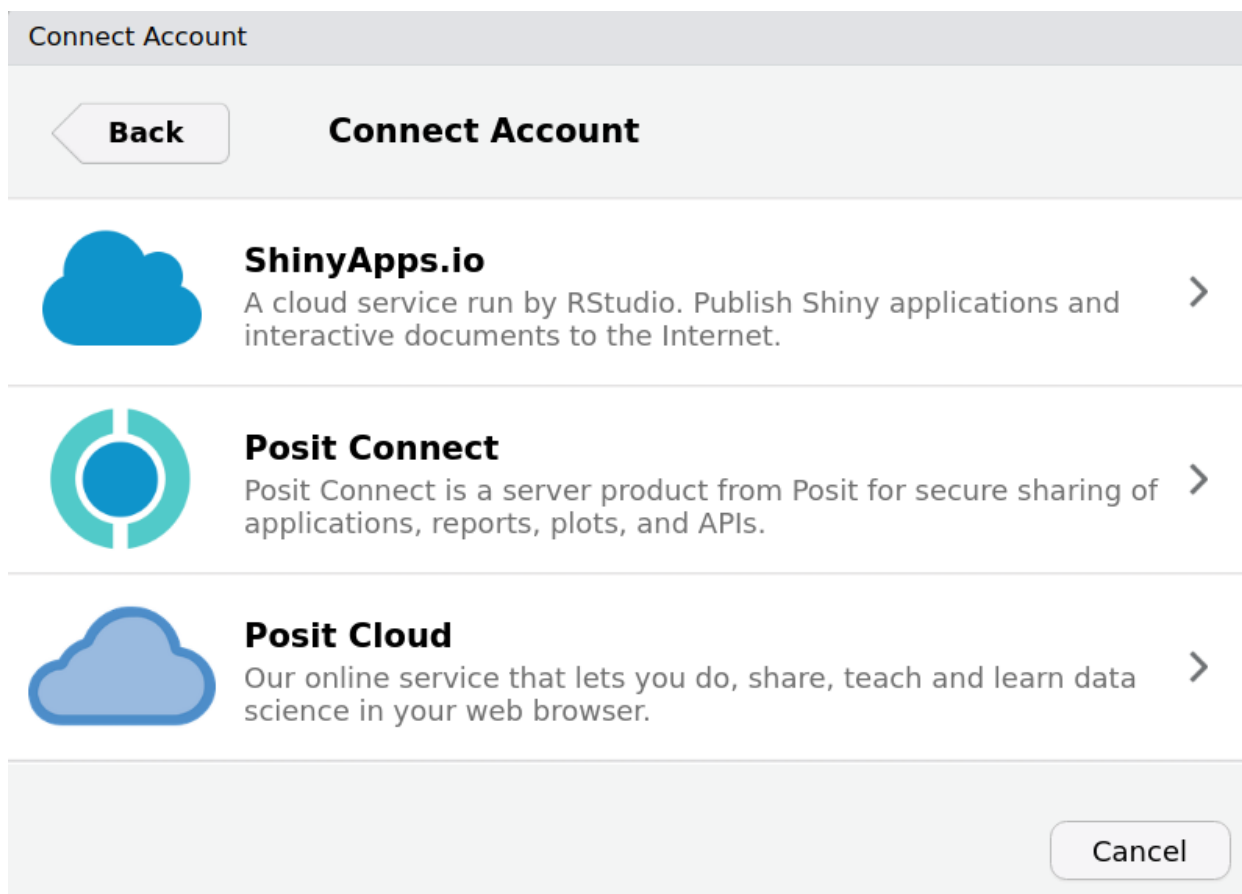 Connect Account
Back
Connect Account
ShinyApps.io
A cloud service run by RStudio. Publish Shiny applications and
interactive documents to the Internet.
Posit Connect
Posit Connect is a server product from Posit for secure sharing of
applications, reports, plots, and APIs.
Posit Cloud
Our online service that lets you do, share, teach and learn data
science in your web browser.
Cancel